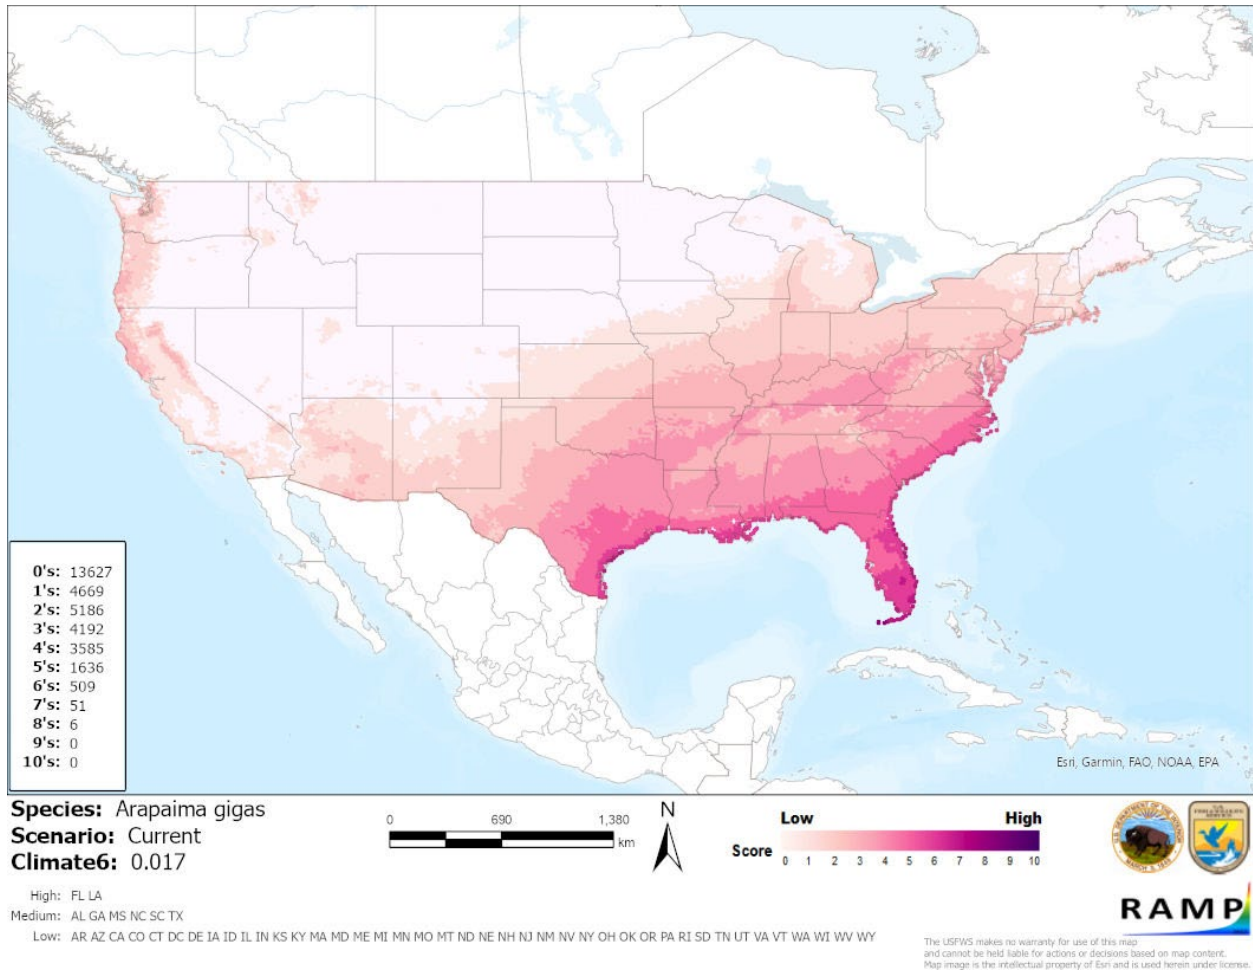 0's: 13627
1's: 4669
2's: 5186
3's: 4192
4's: 3585
5's: 1636
6's: 509
7's: 51
8's: 6
9's: 0
10's: 0
Esri, Garmin, FAO, NOAA, EPA
Species: Arapaima gigas
Scenario: Current
Climate6: 0.017
0 690 1,380
km
N
Low High
Score 0 1 2 3 4 5 6 7 8 9 10
High: FL LA
Medium: AL GA MS NC SC TX
Low: AR AZ CA CO CT DC DE IA ID IL IN KS KY MA MD ME MI MN MO MT ND NE NH NJ NM NV NY OH OK OR PA RI SD TN UT VA VT WA WI WV WY
RAMP
The USFWS makes no warranty for use of this map
and cannot be held liable for actions or decisions based on map content.
Map image is the intellectual property of Esri and is used herein under license.